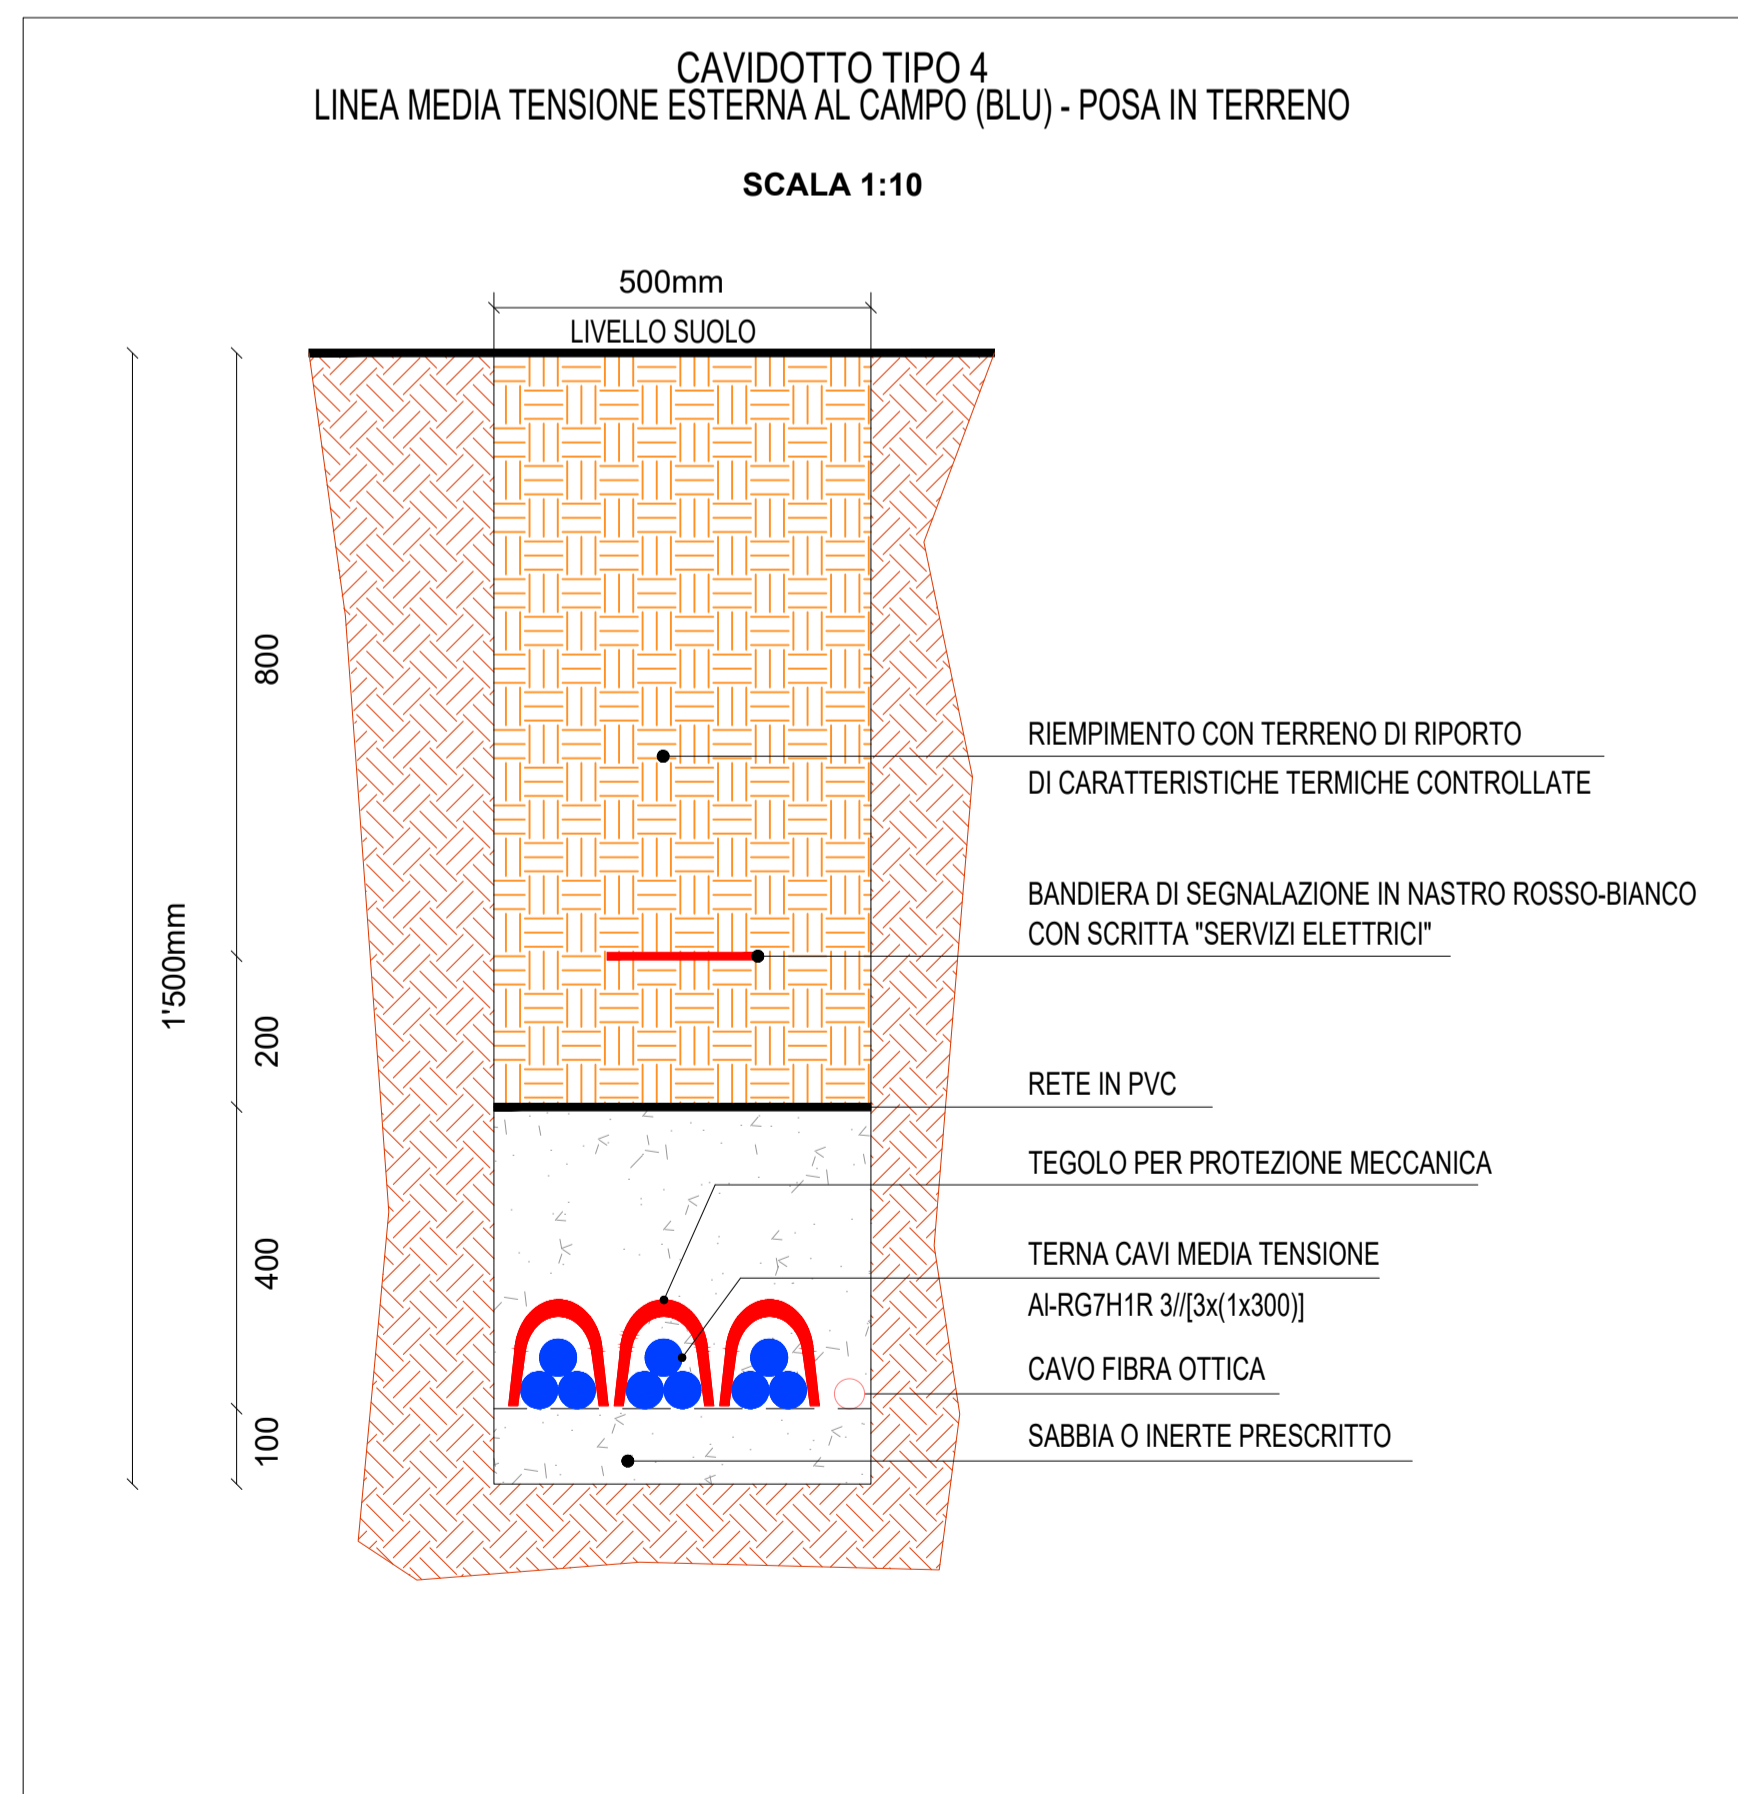 CAVIDOTTO TIPO 4
LINEA MEDIA TENSIONE ESTERNA AL CAMPO (BLU) - POSA IN TERRENO
SCALA 1:10
500mm
LIVELLO SUOLO
800
RIEMPIMENTO CON TERRENO DI RIPORTO
DI CARATTERISTICHE TERMICHE CONTROLLATE
BANDIERA DI SEGNALAZIONE IN NASTRO ROSSO-BIANCO
CON SCRITTA "SERVIZI ELETTRICI"
1'500mm
200
RETE IN PVC
TEGOLO PER PROTEZIONE MECCANICA
400
TERNA CAVI MEDIA TENSIONE
Al-RG7H1R 3//[3x(1x300)]
CAVO FIBRA OTTICA
100
SABBIA O INERTE PRESCRITTO